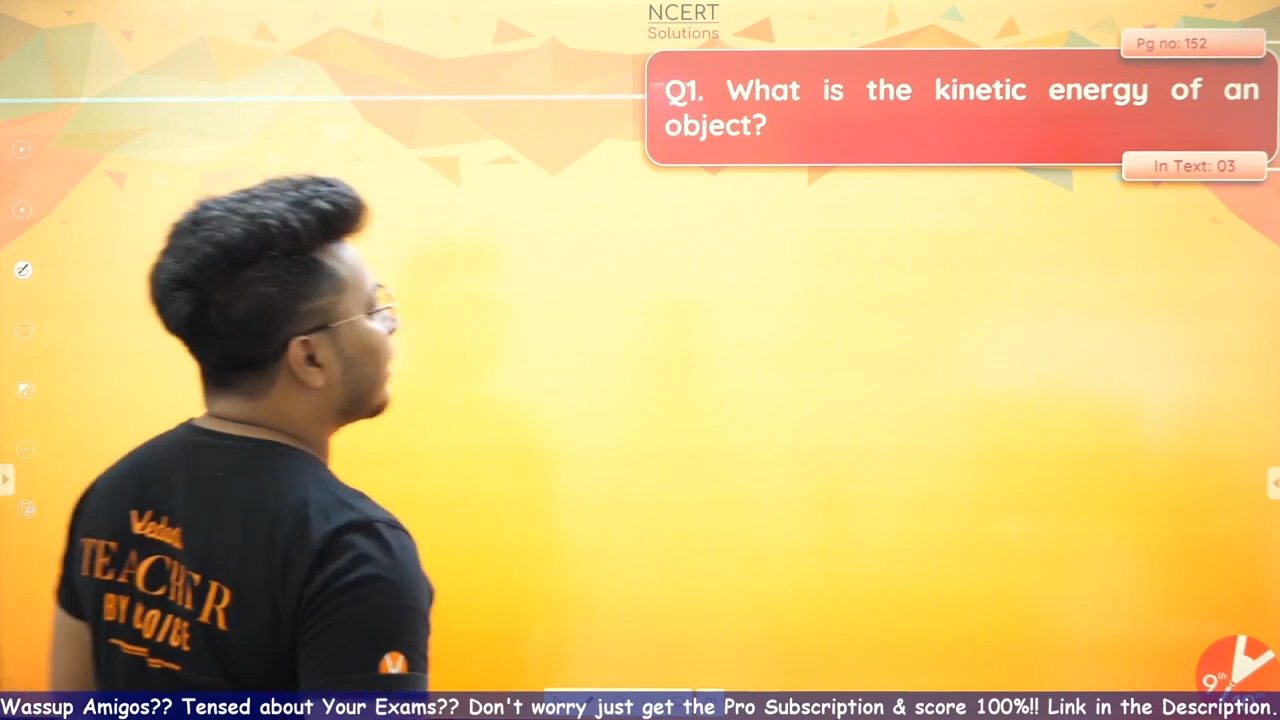 NCERT
Solutions
Pg no: 152
Q1. What is the kinetic energy of an
object?
In Text: 03
TEACHER
9th
Wassup Amigos?? Tensed about Your Exams?? Don't worry just get the Pro Subscription & score 100%!! Link in the Description.